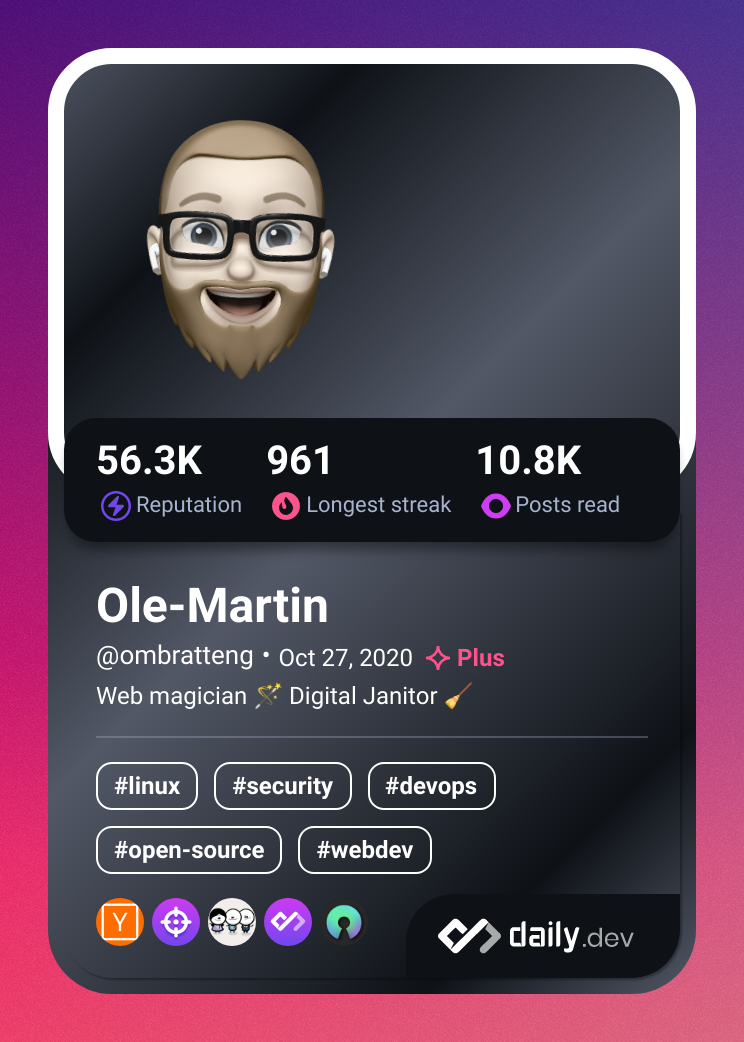 56.3K 961 10.8K
Reputation Longest streak Posts read
Ole-Martin
@ombratteng • Oct 27, 2020 Plus
Web magician 🪄 Digital Janitor 🧹
#linux #security #devops
#open-source #webdev
Y
daily.dev